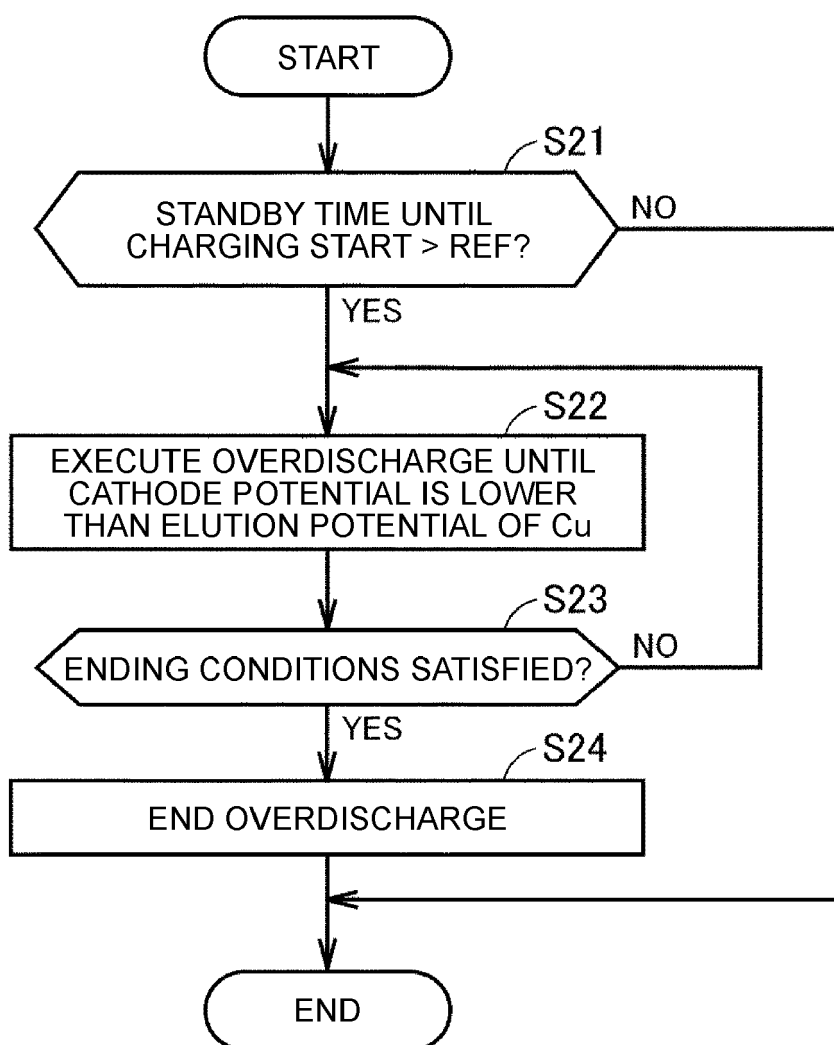 START
S21
STANDBY TIME UNTIL
CHARGING START > REF?
NO
YES
S22
EXECUTE OVERDISCHARGE UNTIL
CATHODE POTENTIAL IS LOWER
THAN ELUTION POTENTIAL OF Cu
S23
ENDING CONDITIONS SATISFIED?
NO
YES
S24
END OVERDISCHARGE
END